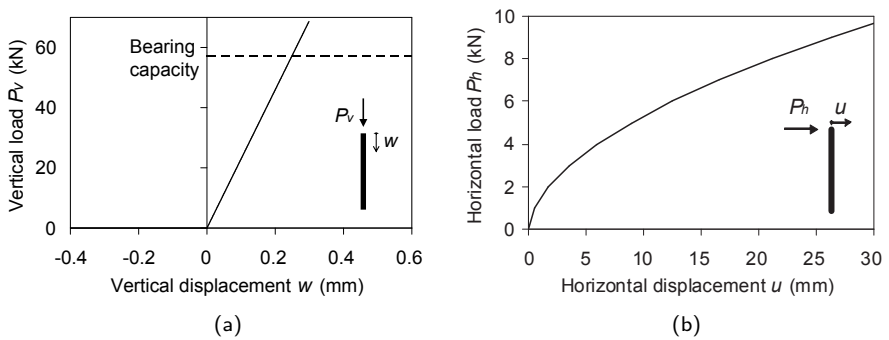 Vertical load Pv (kN)
60
40
20
0
Bearing
capacity
Pv
w
-0.4
-0.2
0
0.2
0.4
0.6
Vertical displacement w (mm)
(a)
Horizontal load Ph (kN)
10
8
6
4
2
0
Ph
u
0
5
10
15
20
25
30
Horizontal displacement u (mm)
(b)